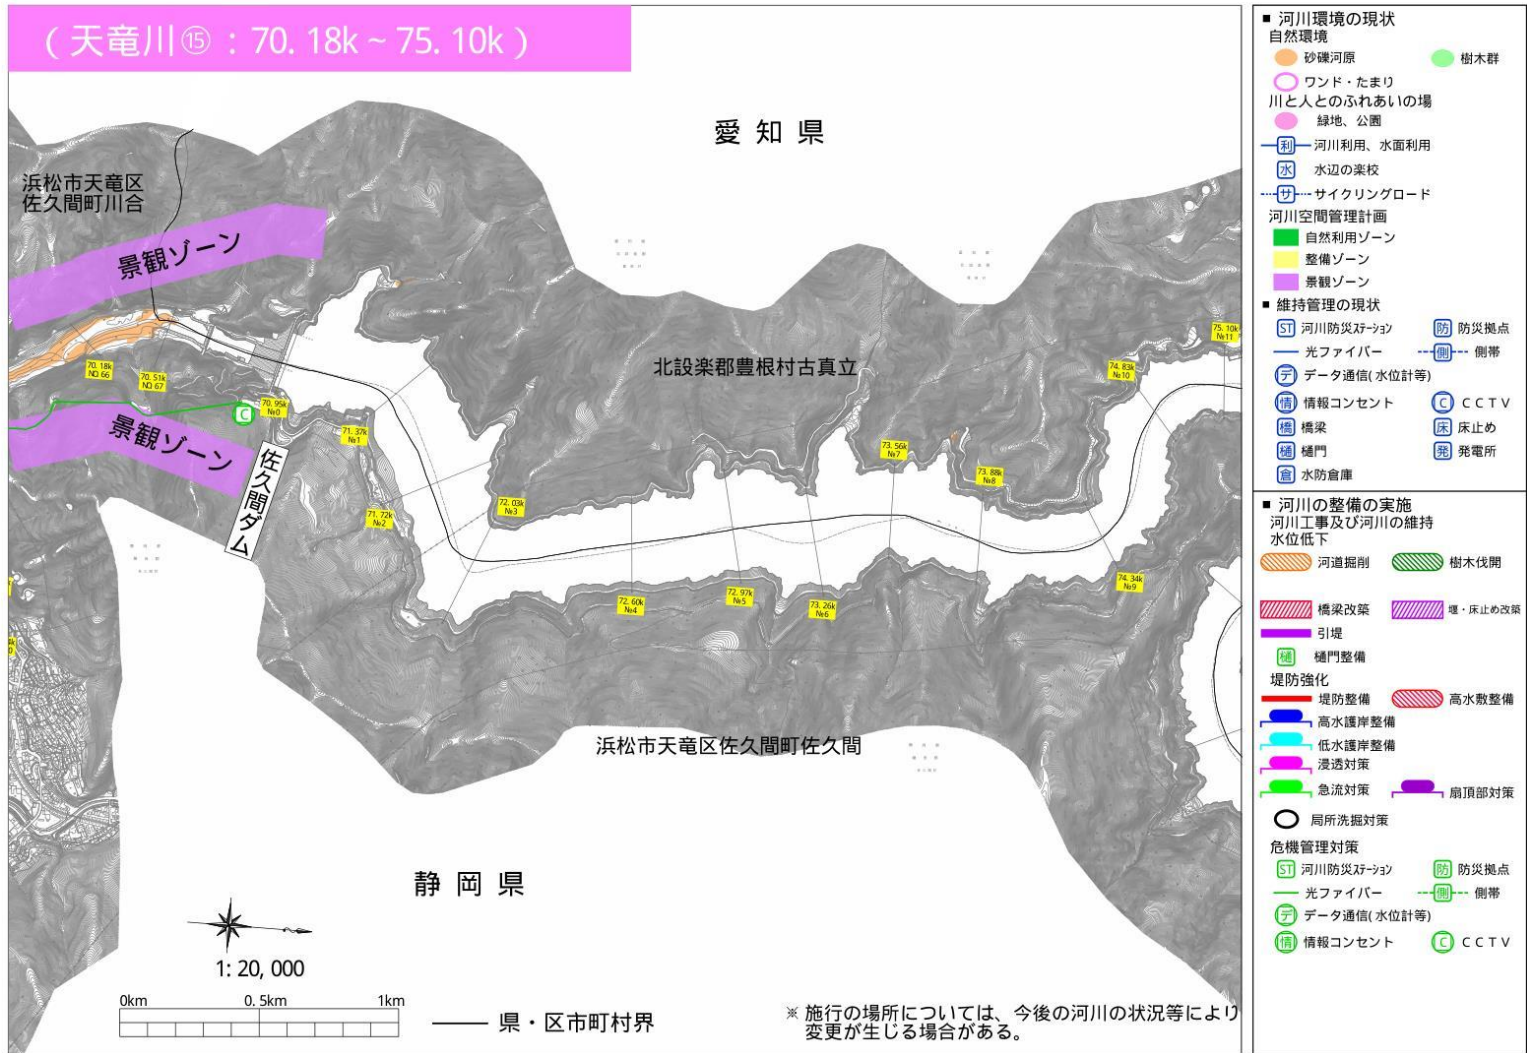 （天竜川⑮：70.18k～75.10k）
愛知県
浜松市天竜区
佐久間町川合
景観ゾーン
景観ゾーン
佐久間ダム
北設楽郡豊根村古真立
浜松市天竜区佐久間町佐久間
静岡県
70.18k
NO.66
70.51k
NO.67
C
70.95k
№0
71.37k
№1
71.72k
№2
72.03k
№3
72.60k
№4
72.97k
№5
73.26k
№6
73.56k
№7
73.88k
№8
74.34k
№9
74.83k
№10
75.10k
№11
1:20,000
0km 0.5km 1km
県・区市町村界
※施行の場所については、今後の河川の状況等により
変更が生じる場合がある。
■ 河川環境の現状
自然環境
砂礫河原 樹木群
ワンド・たまり
川と人とのふれあいの場
緑地、公園
利 河川利用、水面利用
水 水辺の楽校
サ サイクリングロード
河川空間管理計画
自然利用ゾーン
整備ゾーン
景観ゾーン
■ 維持管理の現状
ST 河川防災ｽﾃｰｼｮﾝ 防 防災拠点
光ファイバー 側 側帯
デ データ通信(水位計等)
情 情報コンセント C ＣＣＴＶ
橋 橋梁 床 床止め
樋 樋門 発 発電所
倉 水防倉庫
■ 河川の整備の実施
河川工事及び河川の維持
水位低下
河道掘削 樹木伐開
橋梁改築 堰・床止め改築
引堤
樋 樋門整備
堤防強化
堤防整備 高水敷整備
高水護岸整備
低水護岸整備
浸透対策
急流対策 扇頂部対策
局所洗掘対策
危機管理対策
ST 河川防災ｽﾃｰｼｮﾝ 防 防災拠点
光ファイバー 側 側帯
デ データ通信(水位計等)
情 情報コンセント C ＣＣＴＶ